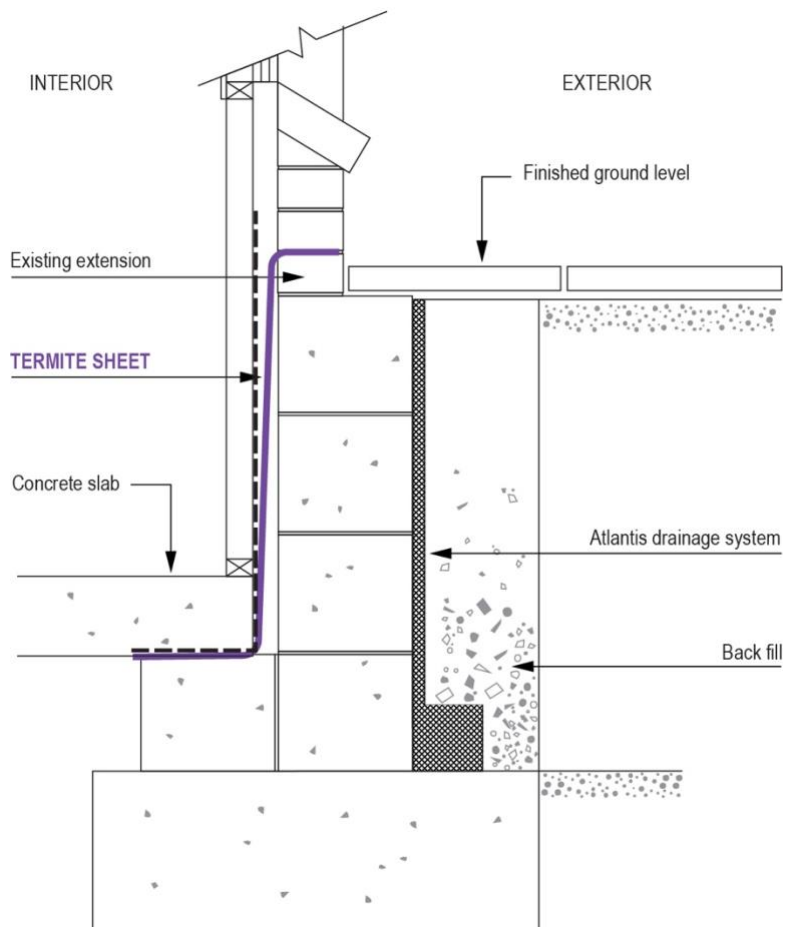 INTERIOR
EXTERIOR
Finished ground level
Existing extension
TERMITE SHEET
Concrete slab
Atlantis drainage system
Back fill